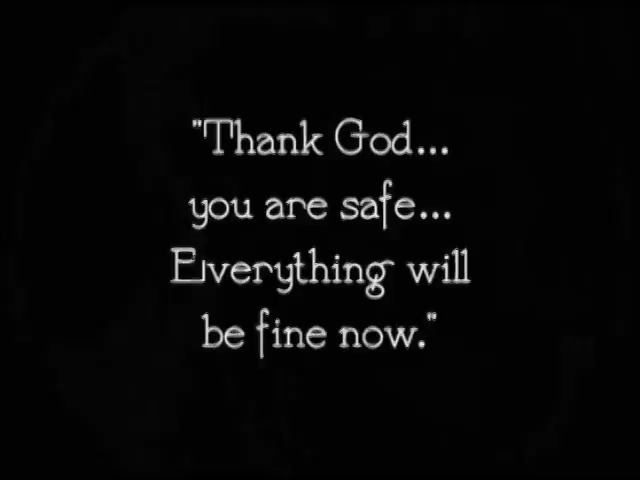 "Thank God...
you are safe...
Everything will
be fine now."